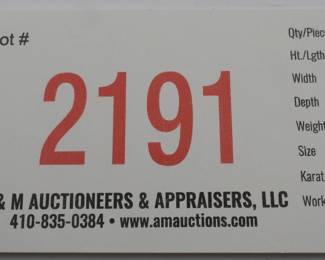 ot #
2191
& M AUCTIONEERS & APPRAISERS, LLC
410-835-0384 • www.amauctions.com
Qty/Piec
Ht./Lgth
Width
Depth
Weight
Size
Karat
Work